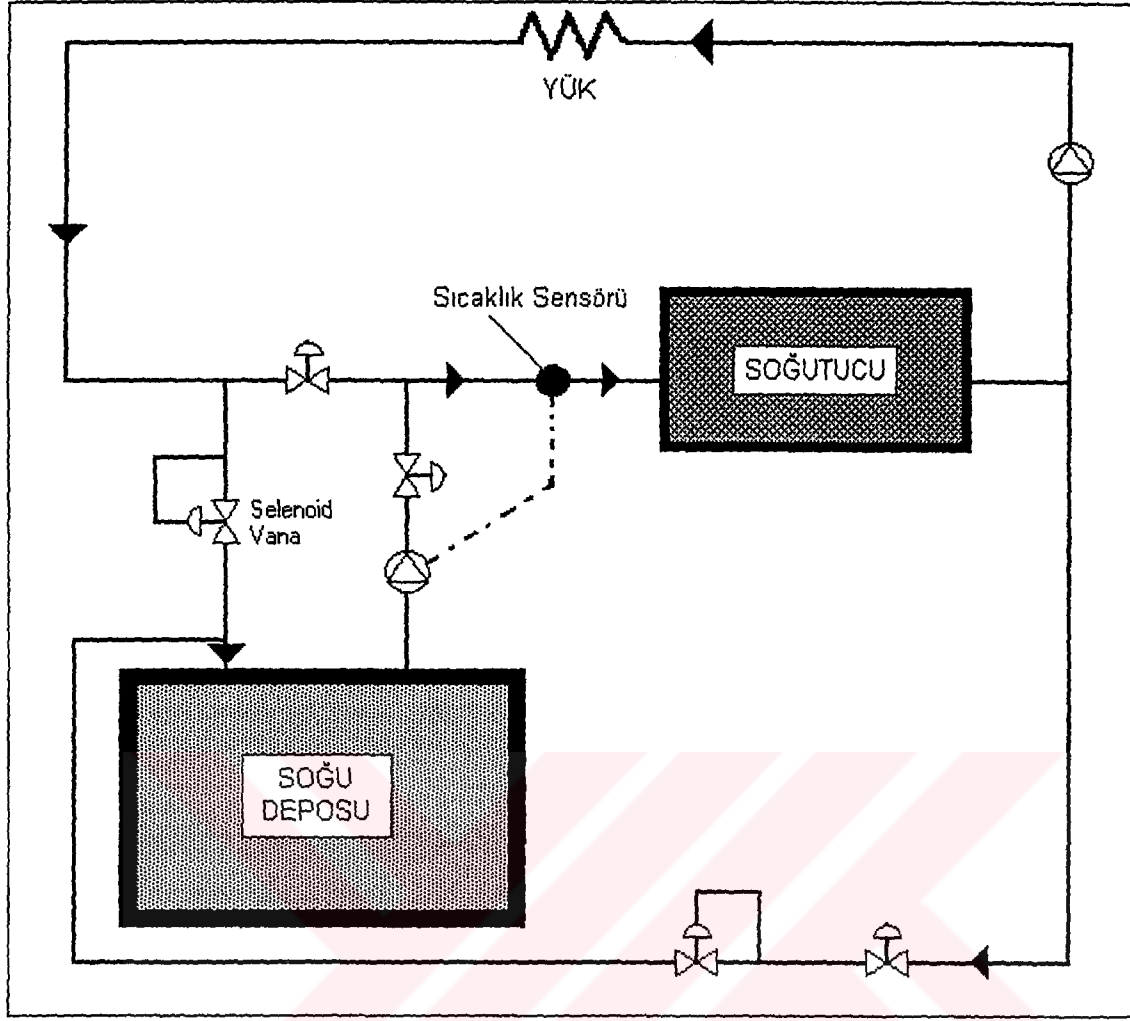 YÜK
Sıcaklık Sensörü
SOĞUTUCU
Selenoid
Vana
SOĞU
DEPOSU